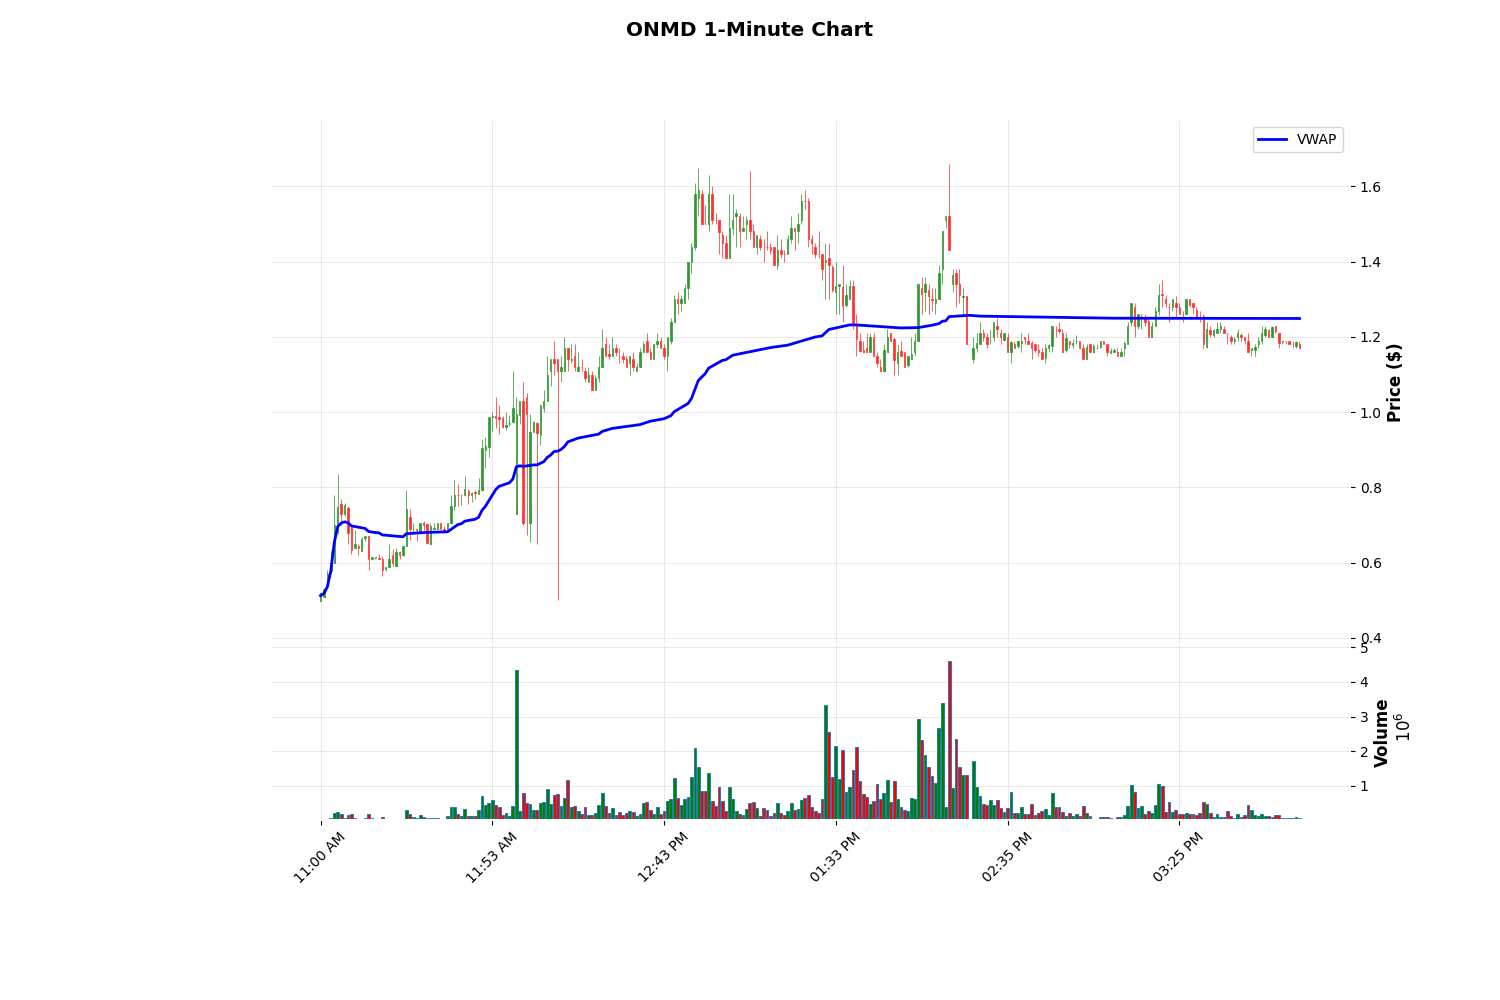 ONMD 1-Minute Chart
VWAP
1.6
1.4
1.2
1.0
0.8
0.6
0.4
Price ($)
5
4
3
2
1
Volume
10^6
11:00 AM
11:53 AM
12:43 PM
01:33 PM
02:35 PM
03:25 PM